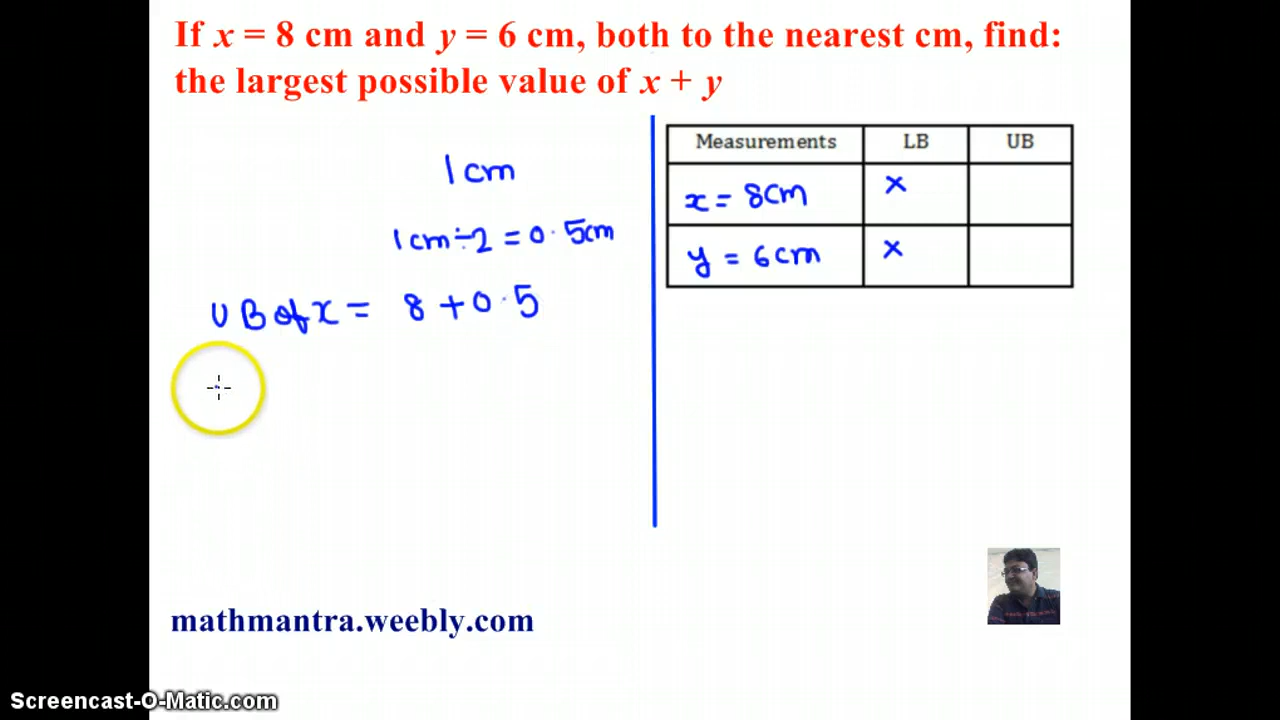 If x = 8 cm and y = 6 cm, both to the nearest cm, find:
the largest possible value of x + y
1cm
1cm÷2 = 0.5cm
UB of x = 8 + 0.5
Measurements LB UB
x = 8cm ×
y = 6cm ×
mathmantra.weebly.com
Screencast-O-Matic.com